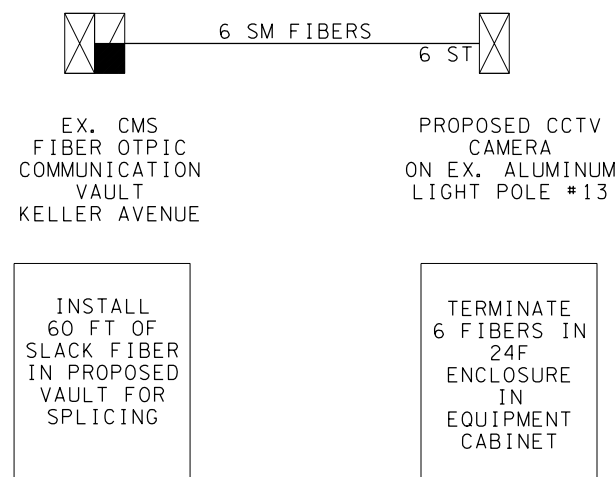 6 SM FIBERS
6 ST
EX. CMS
FIBER OTPIC
COMMUNICATION
VAULT
KELLER AVENUE
PROPOSED CCTV
CAMERA
ON EX. ALUMINUM
LIGHT POLE #13
INSTALL
60 FT OF
SLACK FIBER
IN PROPOSED
VAULT FOR
SPLICING
TERMINATE
6 FIBERS IN
24F
ENCLOSURE
IN
EQUIPMENT
CABINET